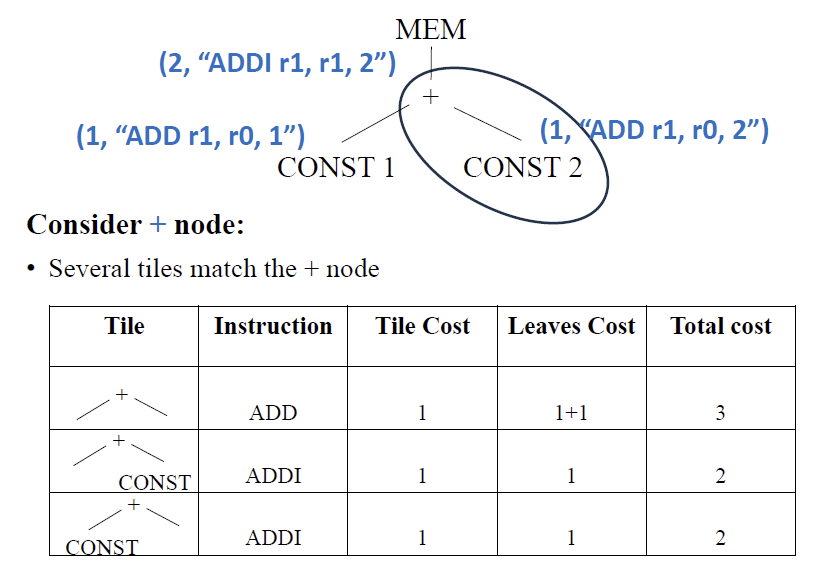 MEM
(2, “ADDI r1, r1, 2”)
+
(1, “ADD r1, r0, 1”)
(1, “ADD r1, r0, 2”)
CONST 1
CONST 2
Consider + node:
• Several tiles match the + node
Tile Instruction Tile Cost Leaves Cost Total cost
+
ADD 1 1+1 3
+
CONST ADDI 1 1 2
+
CONST ADDI 1 1 2